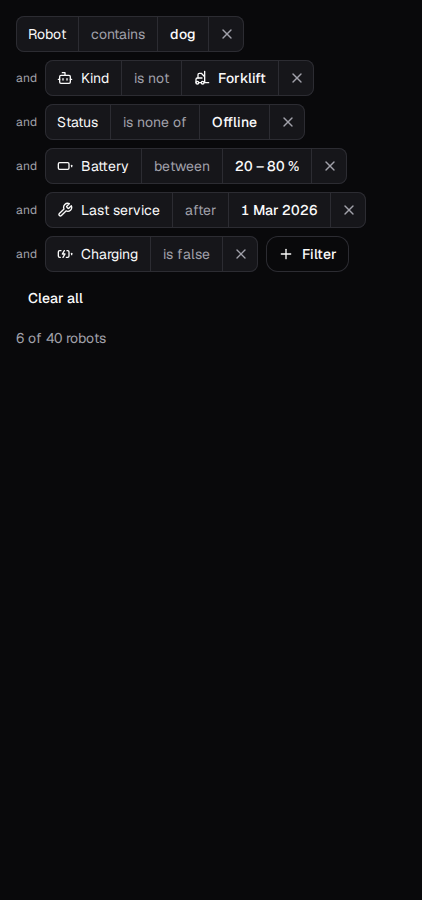 Robot contains dog
and Kind is not Forklift
and Status is none of Offline
and Battery between 20 – 80 %
and Last service after 1 Mar 2026
and Charging is false Filter
Clear all
6 of 40 robots